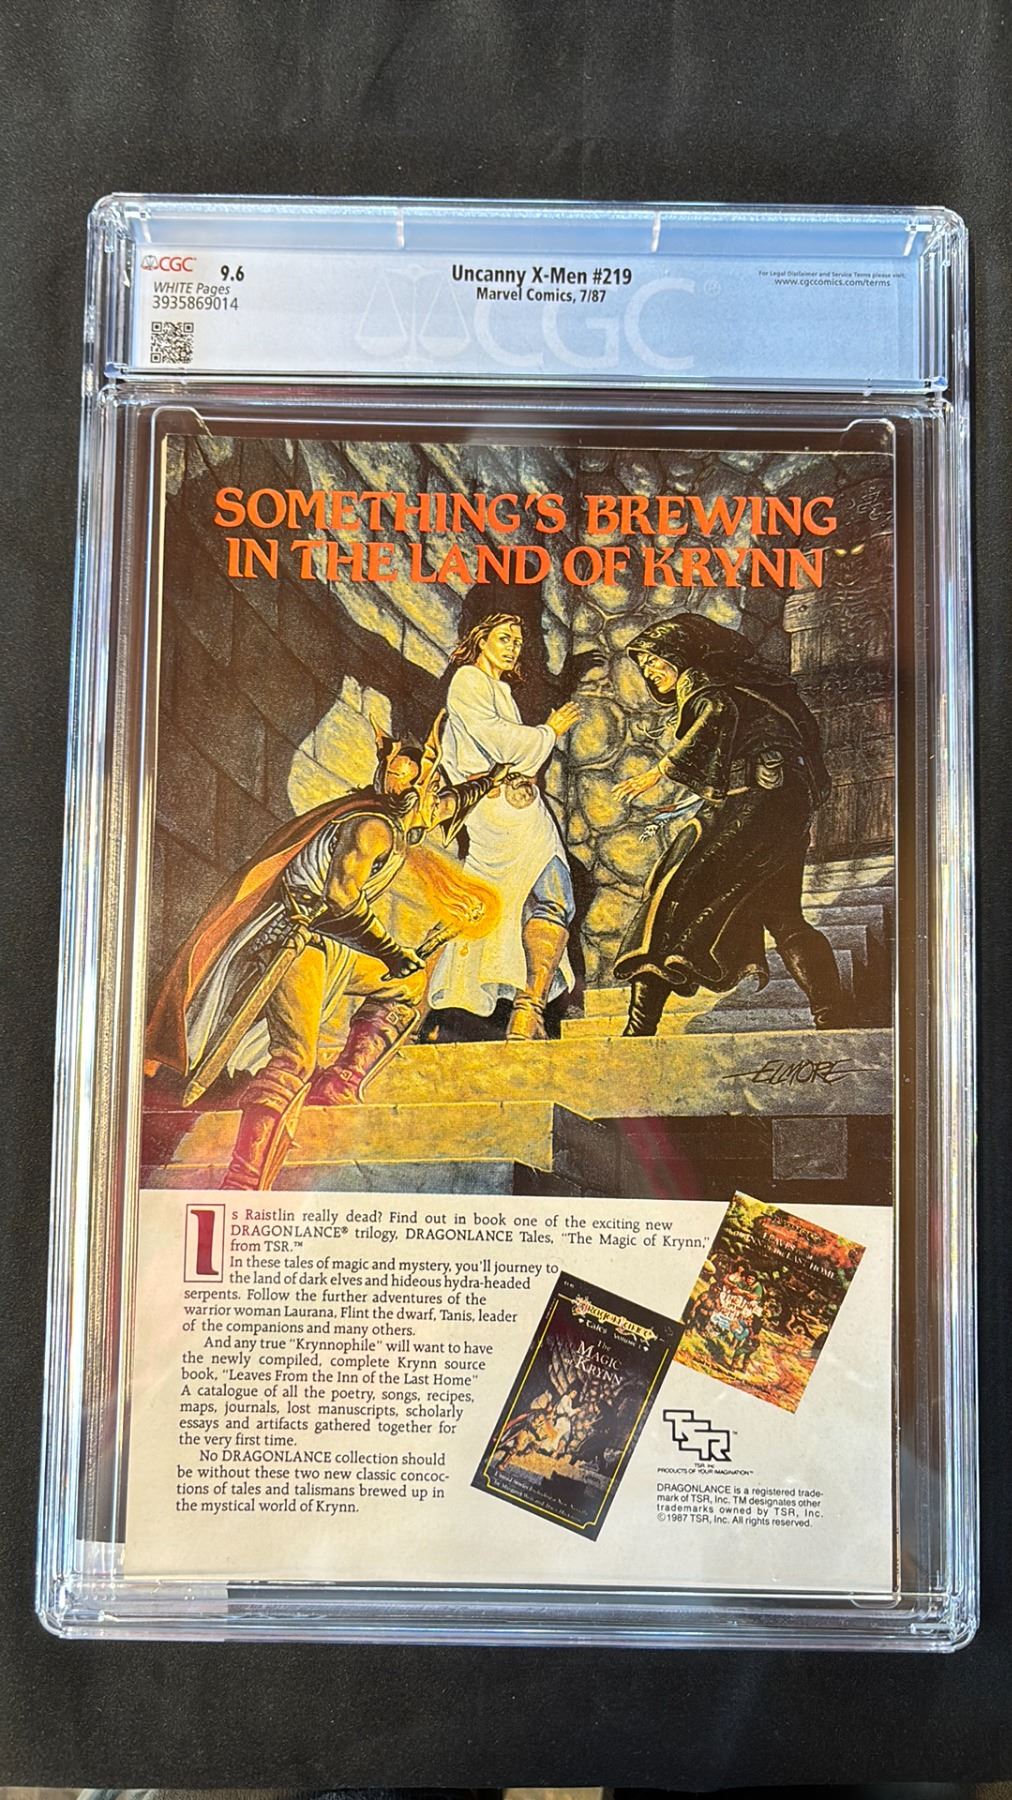 CGC
9.6
WHITE Pages
3935869014
Uncanny X-Men #219
Marvel Comics, 7/87
For Legal Disclaimer and Service Terms please visit:
www.cgccomics.com/terms
CGC®
SOMETHING'S BREWING
IN THE LAND OF KRYNN
ELMORE
Is Raistlin really dead? Find out in book one of the exciting new
DRAGONLANCE® trilogy, DRAGONLANCE Tales, "The Magic of Krynn,"
from TSR.™
In these tales of magic and mystery, you'll journey to
the land of dark elves and hideous hydra-headed
serpents. Follow the further adventures of the
warrior woman Laurana, Flint the dwarf, Tanis, leader
of the companions and many others.
And any true "Krynnophile" will want to have
the newly compiled, complete Krynn source
book, "Leaves From the Inn of the Last Home"
A catalogue of all the poetry, songs, recipes,
maps, journals, lost manuscripts, scholarly
essays and artifacts gathered together for
the very first time.
No DRAGONLANCE collection should
be without these two new classic concoc-
tions of tales and talismans brewed up in
the mystical world of Krynn.
DragonLance
Tales
The
MAGIC
OF KRYNN
TSR™
TSR, Inc.
PRODUCTS OF YOUR IMAGINATION™
DRAGONLANCE is a registered trade-
mark of TSR, Inc. TM designates other
trademarks owned by TSR, Inc.
©1987 TSR, Inc. All rights reserved.